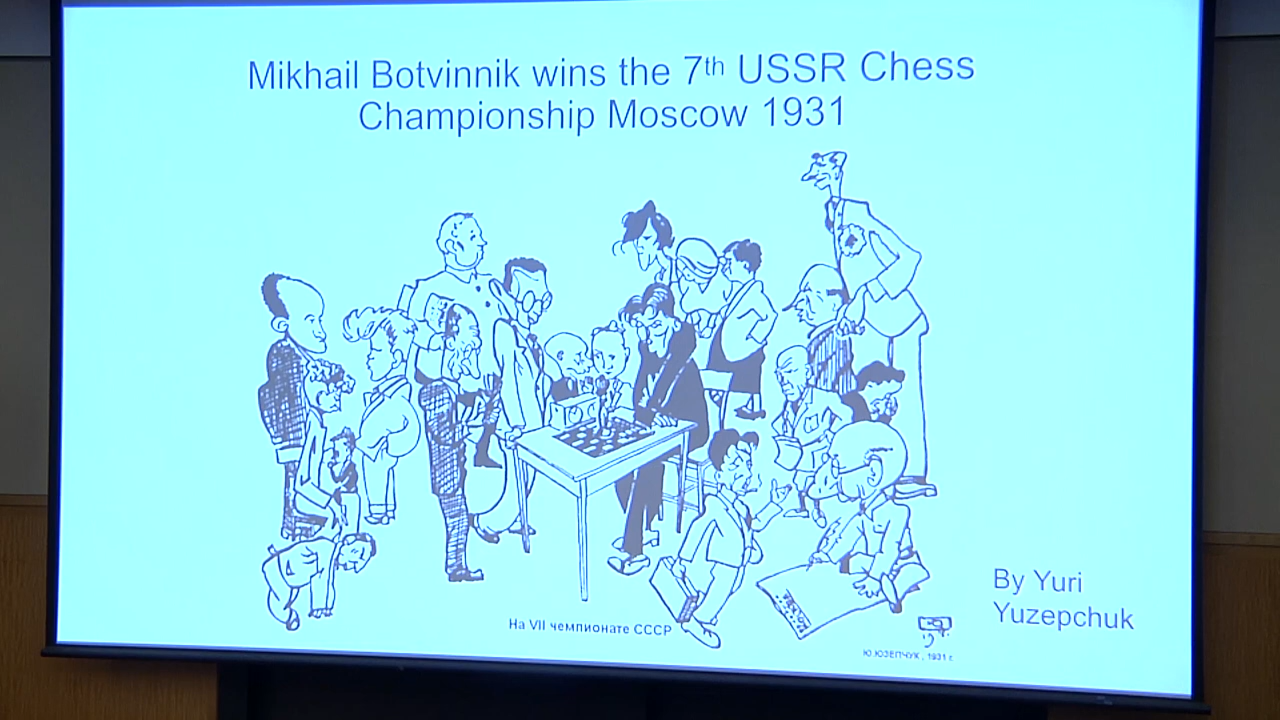 Mikhail Botvinnik wins the 7th USSR Chess
Championship Moscow 1931
By Yuri
Yuzepchuk
На VII чемпионате СССР
Ю.ЮЗЕПЧУК, 1931 г.